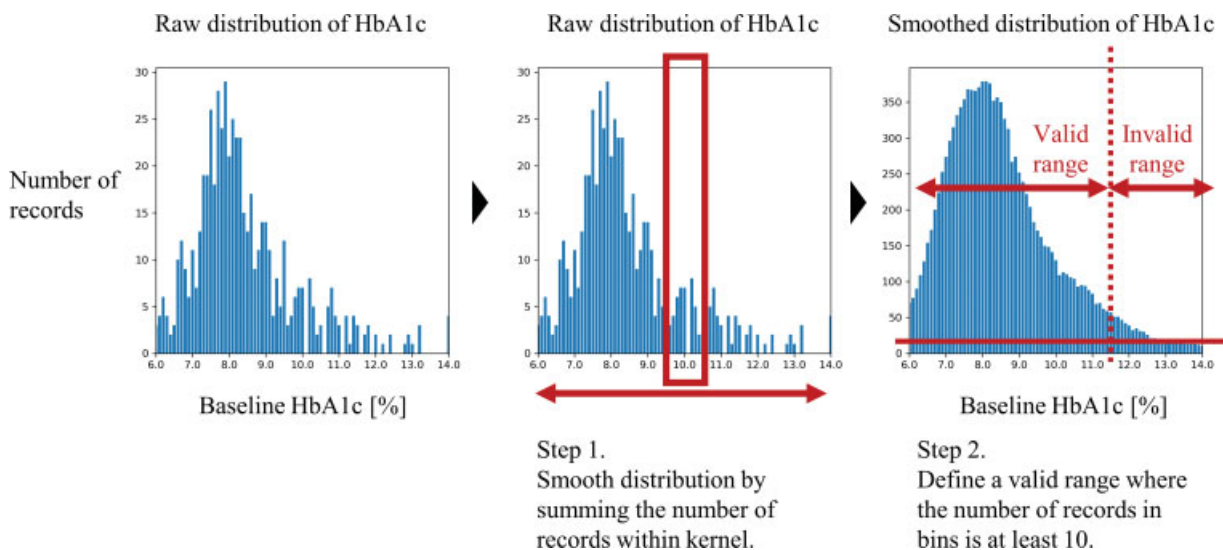 Raw distribution of HbA1c
Raw distribution of HbA1c
Smoothed distribution of HbA1c
Number of
records
30
25
20
15
10
5
0
6.0 7.0 8.0 9.0 10.0 11.0 12.0 13.0 14.0
Baseline HbA1c [%]
30
25
20
15
10
5
0
6.0 7.0 8.0 9.0 10.0 11.0 12.0 13.0 14.0
Step 1.
Smooth distribution by
summing the number of
records within kernel.
350
300
250
200
150
100
50
0
Valid
range
Invalid
range
6.0 7.0 8.0 9.0 10.0 11.0 12.0 13.0 14.0
Baseline HbA1c [%]
Step 2.
Define a valid range where
the number of records in
bins is at least 10.